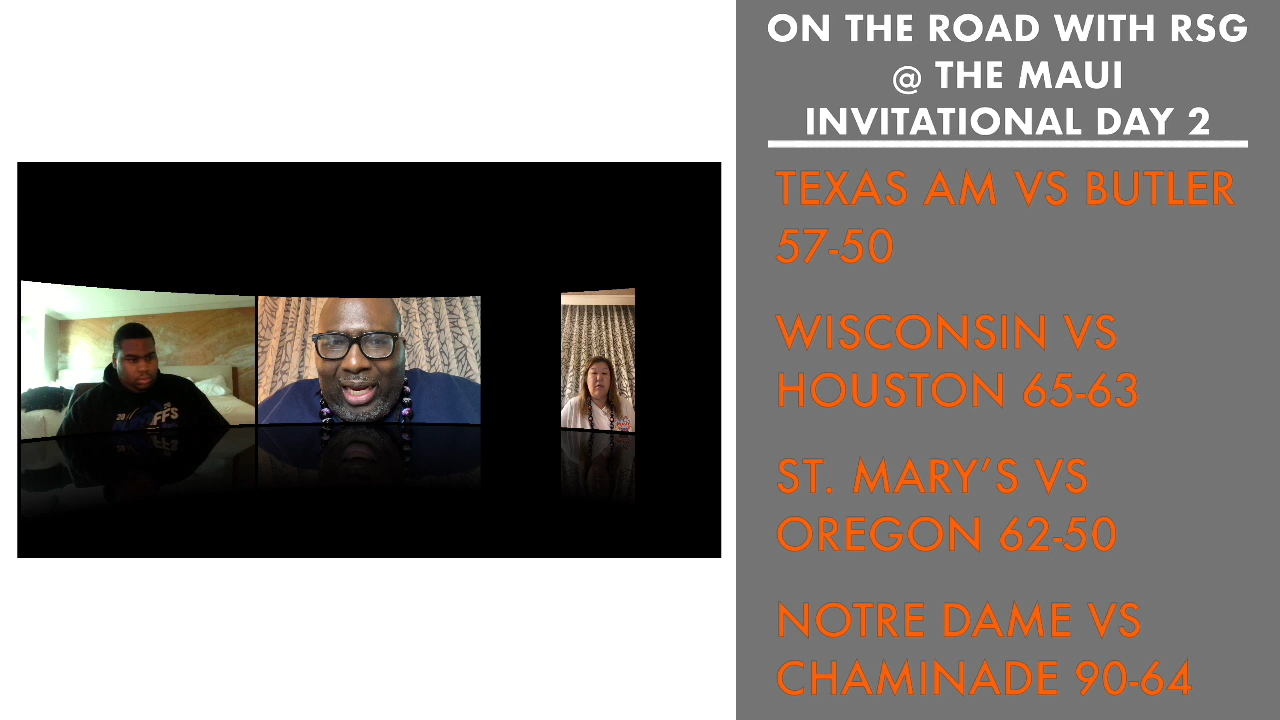 ON THE ROAD WITH RSG
@ THE MAUI
INVITATIONAL DAY 2
TEXAS AM VS BUTLER
57-50
WISCONSIN VS
HOUSTON 65-63
ST. MARY’S VS
OREGON 62-50
NOTRE DAME VS
CHAMINADE 90-64